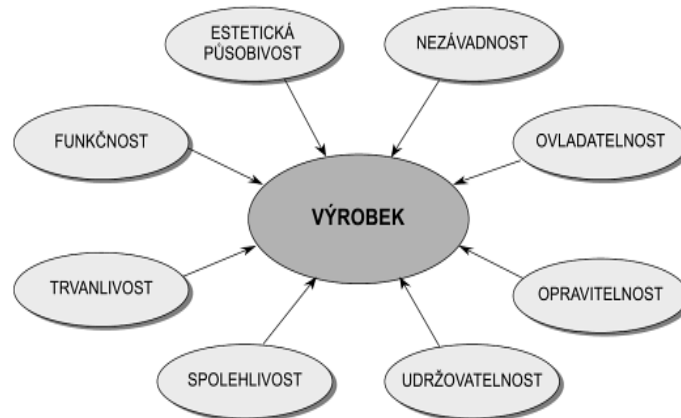 ESTETICKÁ
PŮSOBIVOST
NEZÁVADNOST
FUNKČNOST
OVLADATELNOST
VÝROBEK
TRVANLIVOST
OPRAVITELNOST
SPOLEHLIVOST
UDRŽOVATELNOST